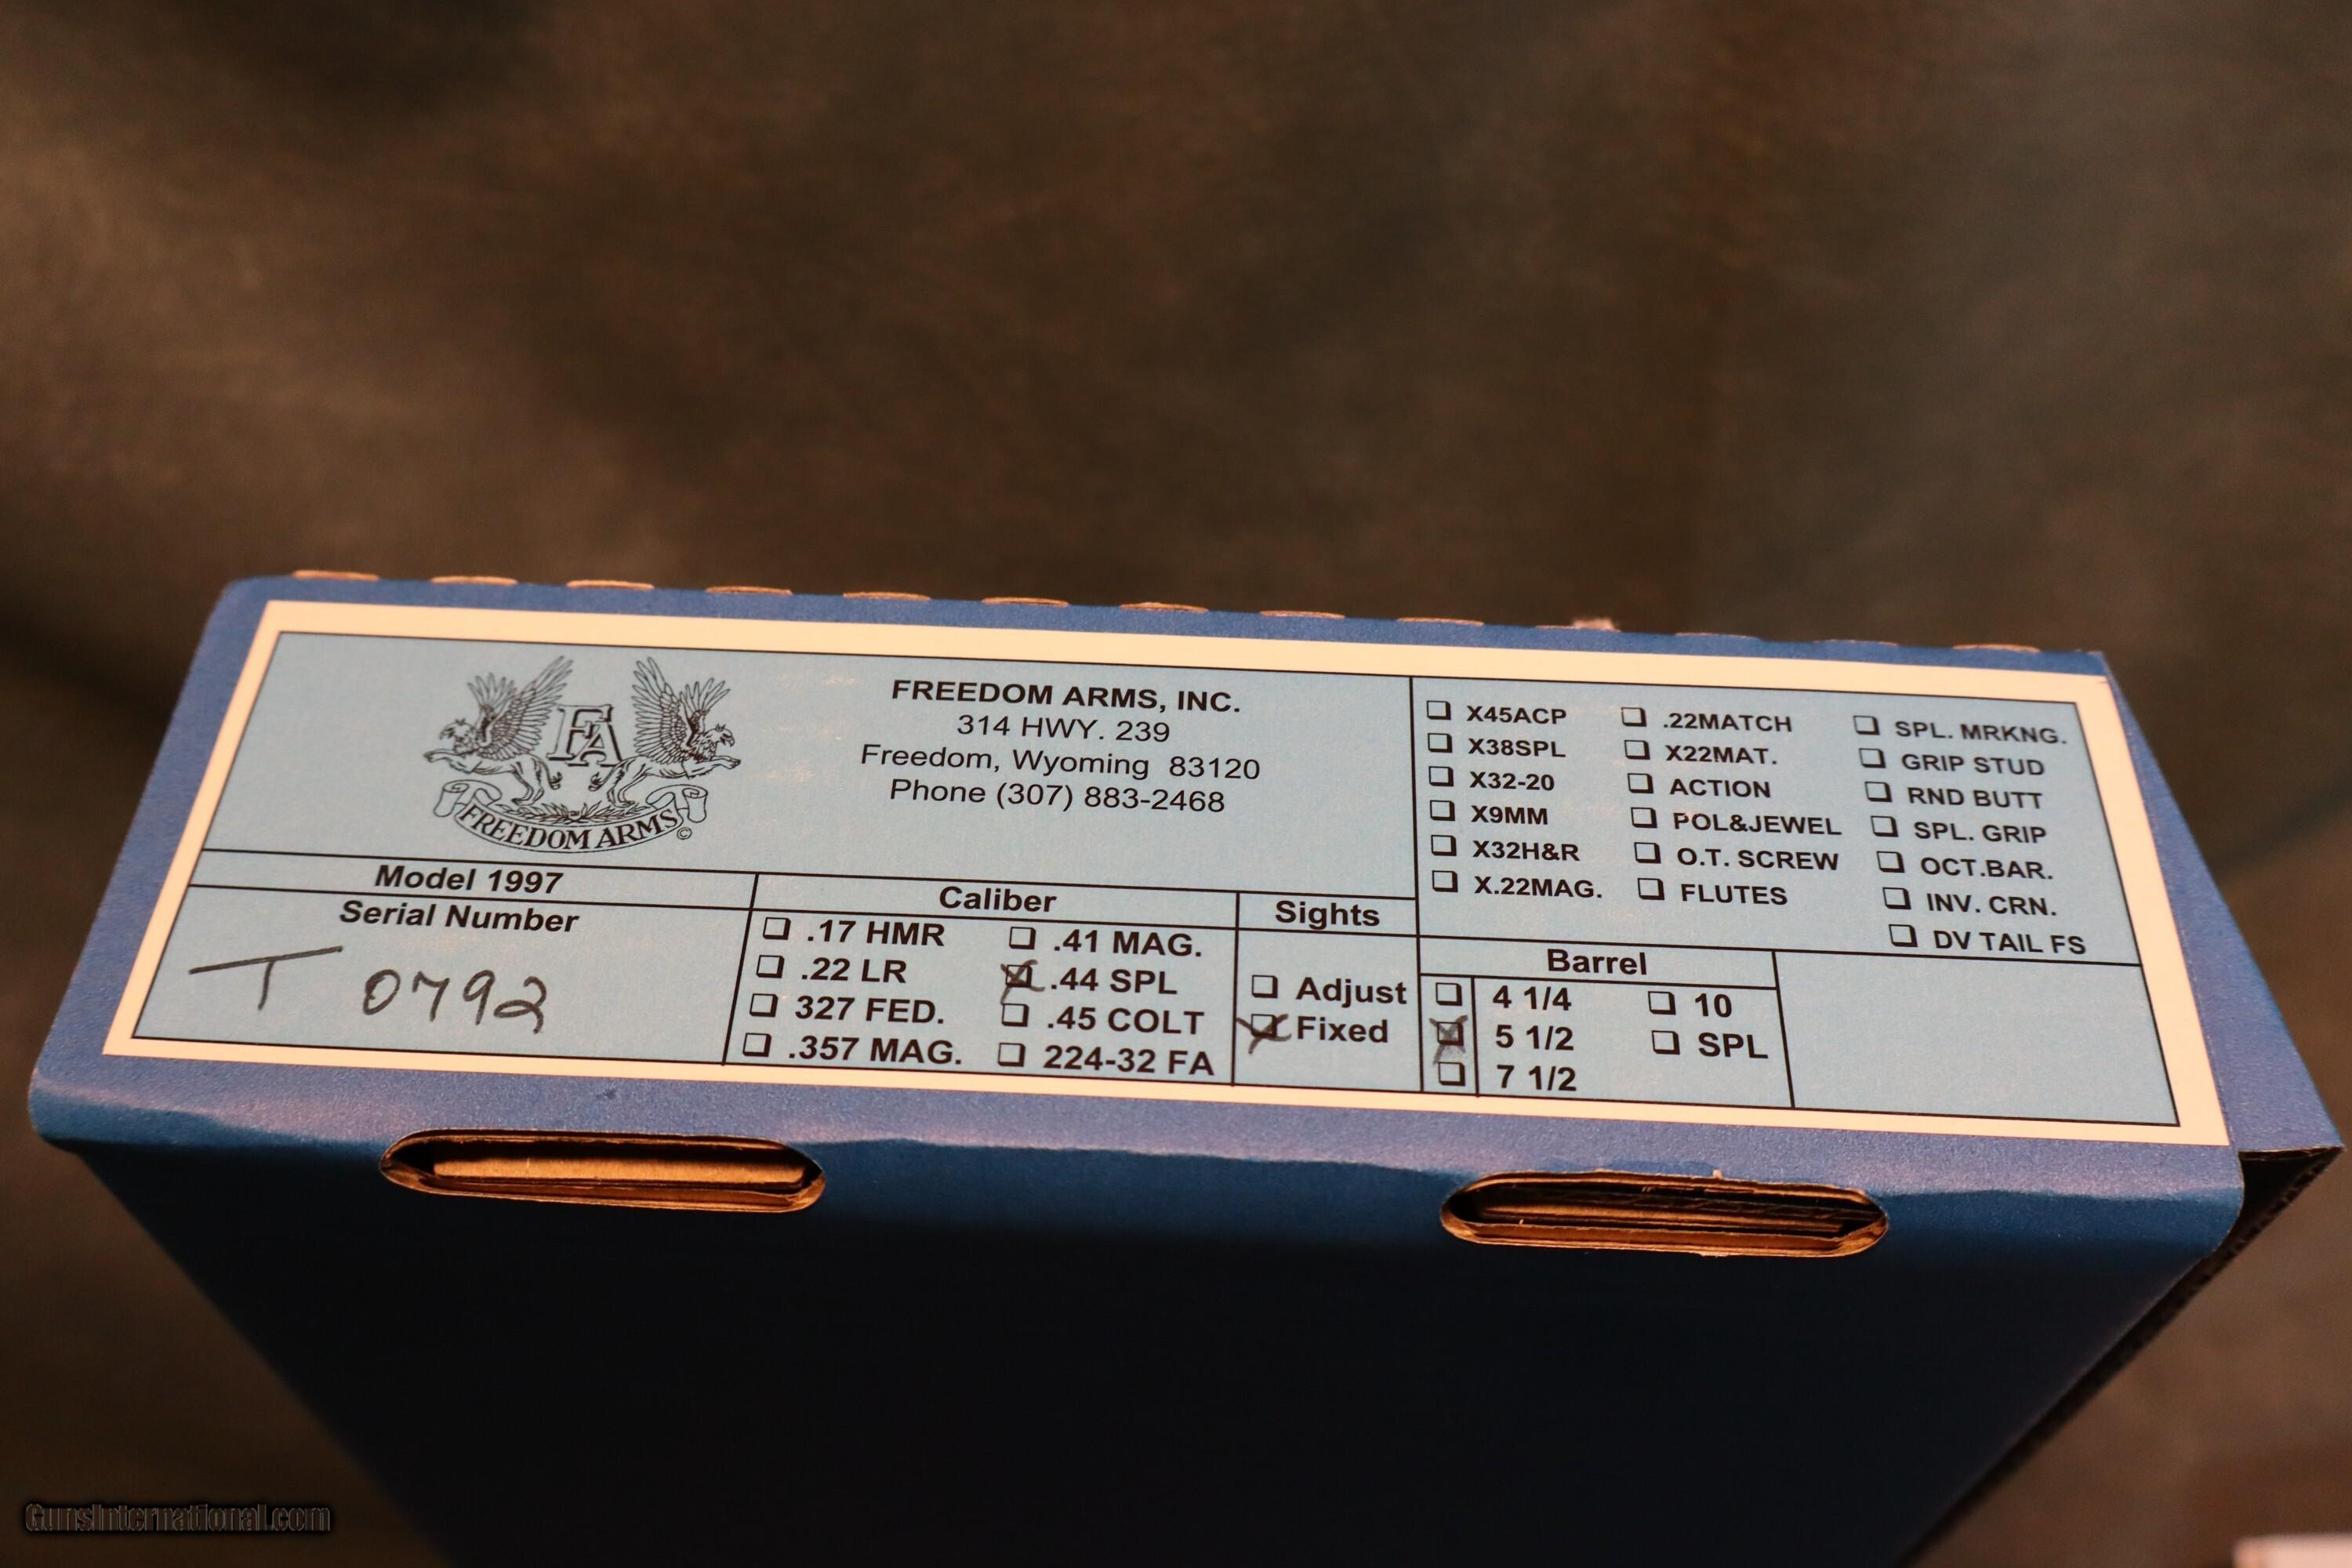 FA
FREEDOM ARMS©
FREEDOM ARMS, INC.
314 HWY. 239
Freedom, Wyoming 83120
Phone (307) 883-2468
Model 1997
Serial Number
T 0792
Caliber
❏ .17 HMR ❏ .41 MAG.
❏ .22 LR ☒ .44 SPL
❏ 327 FED. ❏ .45 COLT
❏ .357 MAG. ❏ 224-32 FA
Sights
❏ Adjust
☒ Fixed
❏ X45ACP ❏ .22MATCH ❏ SPL. MRKNG.
❏ X38SPL ❏ X22MAT. ❏ GRIP STUD
❏ X32-20 ❏ ACTION ❏ RND BUTT
❏ X9MM ❏ POL&JEWEL ❏ SPL. GRIP
❏ X32H&R ❏ O.T. SCREW ❏ OCT.BAR.
❏ X.22MAG. ❏ FLUTES ❏ INV. CRN.
❏ DV TAIL FS
Barrel
❏ 4 1/4 ❏ 10
☒ 5 1/2 ❏ SPL
❏ 7 1/2
GunsInternational.com